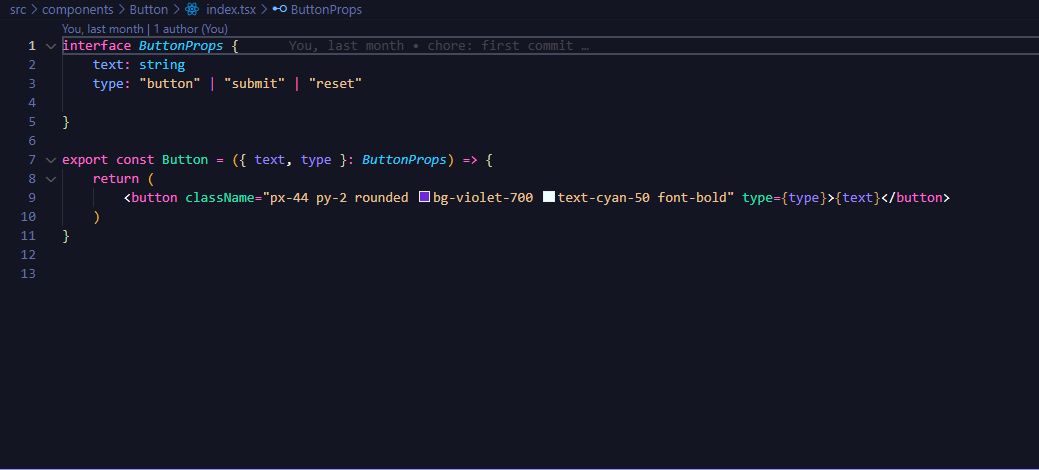 src > components > Button > index.tsx > ButtonProps
You, last month | 1 author (You)
1 interface ButtonProps { You, last month • chore: first commit …
2 text: string
3 type: "button" | "submit" | "reset"
4
5 }
6
7 export const Button = ({ text, type }: ButtonProps) => {
8 return (
9 <button className="px-44 py-2 rounded bg-violet-700 text-cyan-50 font-bold" type={type}>{text}</button>
10 )
11 }
12
13